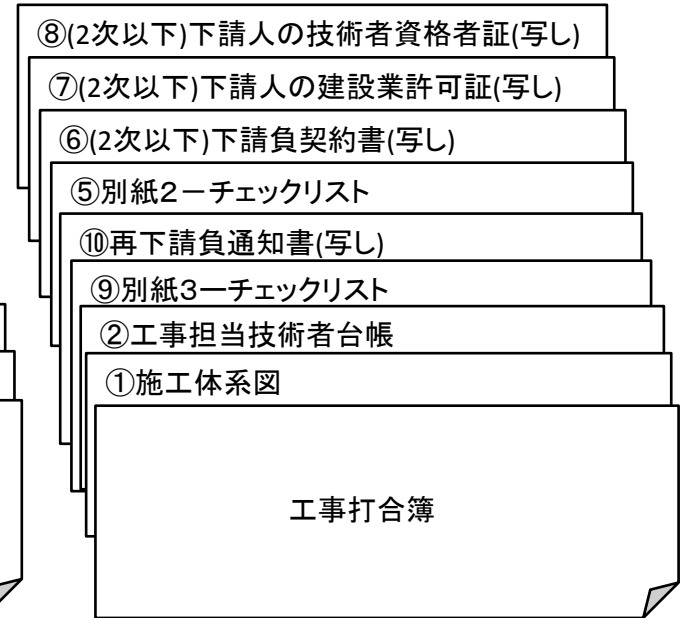 ⑧(2次以下)下請人の技術者資格者証(写し)
⑦(2次以下)下請人の建設業許可証(写し)
⑥(2次以下)下請負契約書(写し)
⑤別紙2－チェックリスト
⑩再下請負通知書(写し)
⑨別紙3ーチェックリスト
②工事担当技術者台帳
①施工体系図
工事打合簿